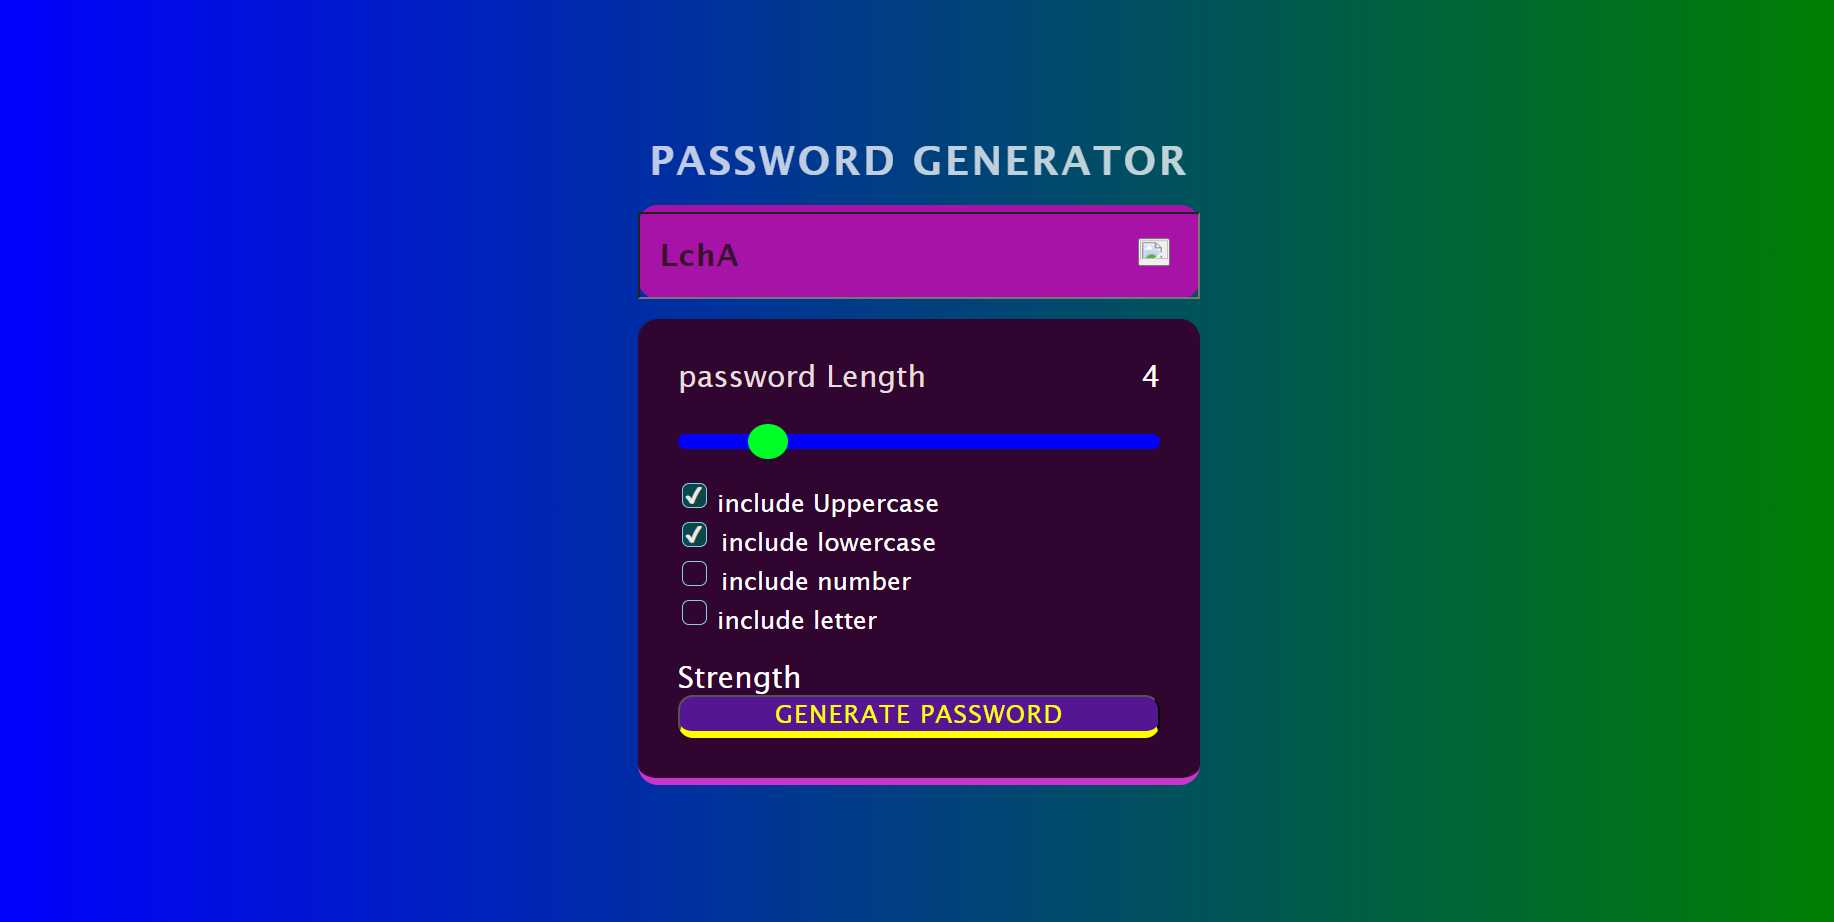 PASSWORD GENERATOR
LchA
password Length 4
include Uppercase
include lowercase
include number
include letter
Strength
GENERATE PASSWORD